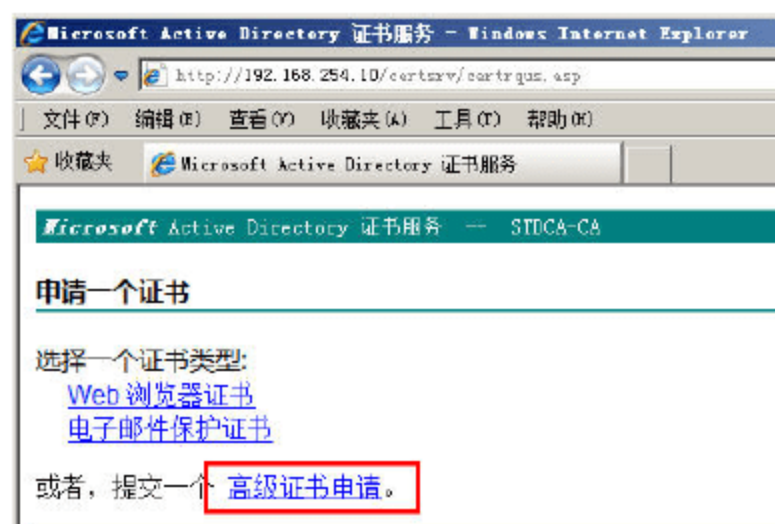 Microsoft Active Directory 证书服务 - Windows Internet Explorer
http://192.168.254.10/certsrv/certrqus.asp
文件(F) 编辑(E) 查看(V) 收藏夹(A) 工具(T) 帮助(H)
收藏夹 Microsoft Active Directory 证书服务
Microsoft Active Directory 证书服务 -- STDCA-CA
申请一个证书
选择一个证书类型:
Web 浏览器证书
电子邮件保护证书
或者，提交一个 高级证书申请。